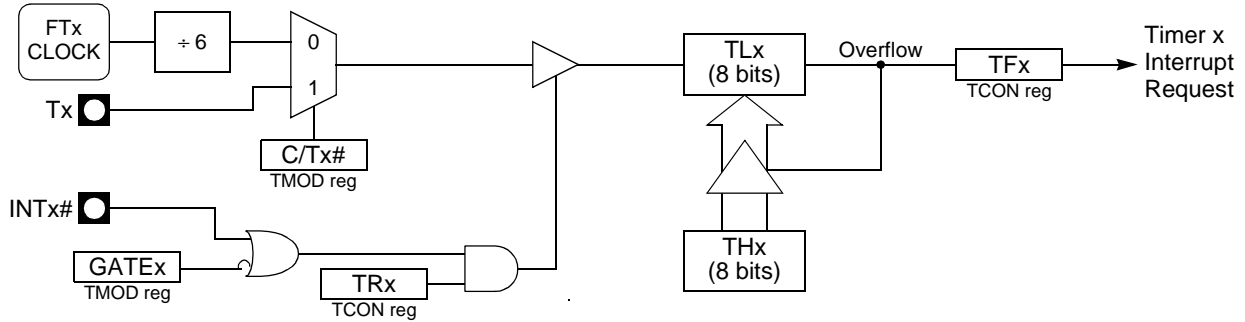 FTx
CLOCK
÷ 6
0
1
Tx
C/Tx#
TMOD reg
INTx#
GATEx
TMOD reg
TRx
TCON reg
TLx
(8 bits)
THx
(8 bits)
Overflow
TFx
TCON reg
Timer x
Interrupt
Request